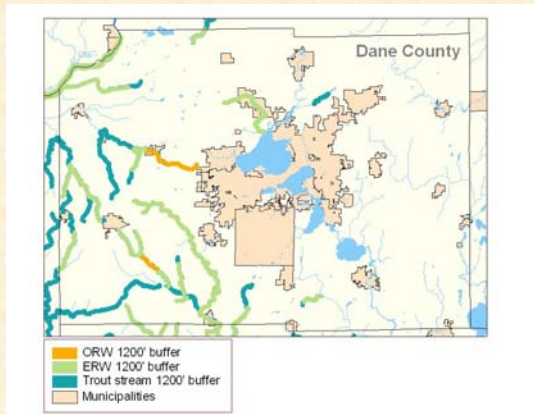 Dane County
ORW 1200' buffer
ERW 1200' buffer
Trout stream 1200' buffer
Municipalities